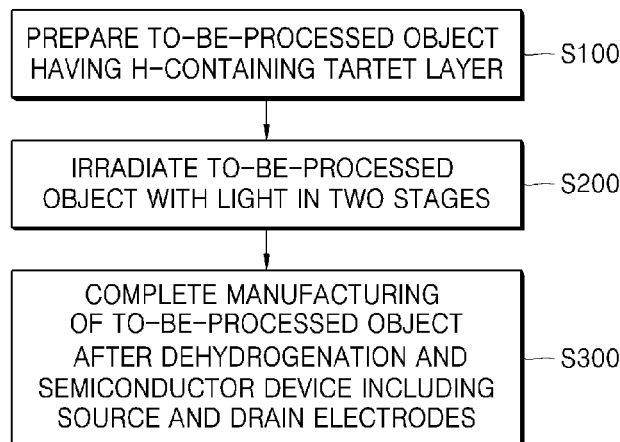 PREPARE TO-BE-PROCESSED OBJECT
HAVING H-CONTAINING TARTET LAYER
S100
IRRADIATE TO-BE-PROCESSED
OBJECT WITH LIGHT IN TWO STAGES
S200
COMPLETE MANUFACTURING
OF TO-BE-PROCESSED OBJECT
AFTER DEHYDROGENATION AND
SEMICONDUCTOR DEVICE INCLUDING
SOURCE AND DRAIN ELECTRODES
S300